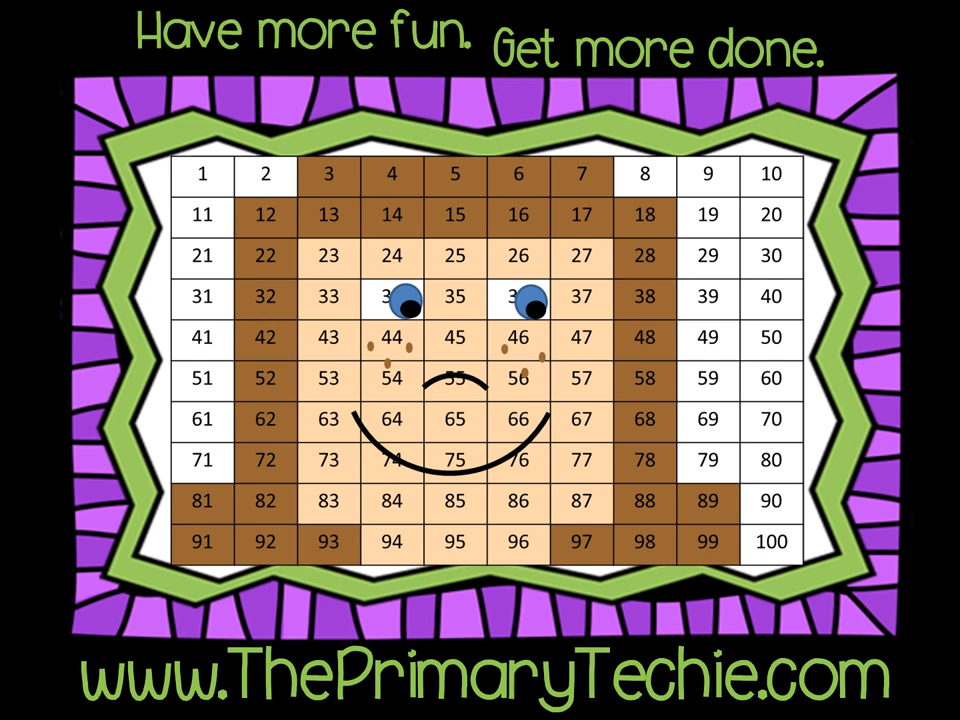 Have more fun. Get more done.
1 2 3 4 5 6 7 8 9 10
11 12 13 14 15 16 17 18 19 20
21 22 23 24 25 26 27 28 29 30
31 32 33 35 37 38 39 40
41 42 43 44 45 46 47 48 49 50
51 52 53 54 55 56 57 58 59 60
61 62 63 64 65 66 67 68 69 70
71 72 73 74 75 76 77 78 79 80
81 82 83 84 85 86 87 88 89 90
91 92 93 94 95 96 97 98 99 100
www.ThePrimaryTechie.com